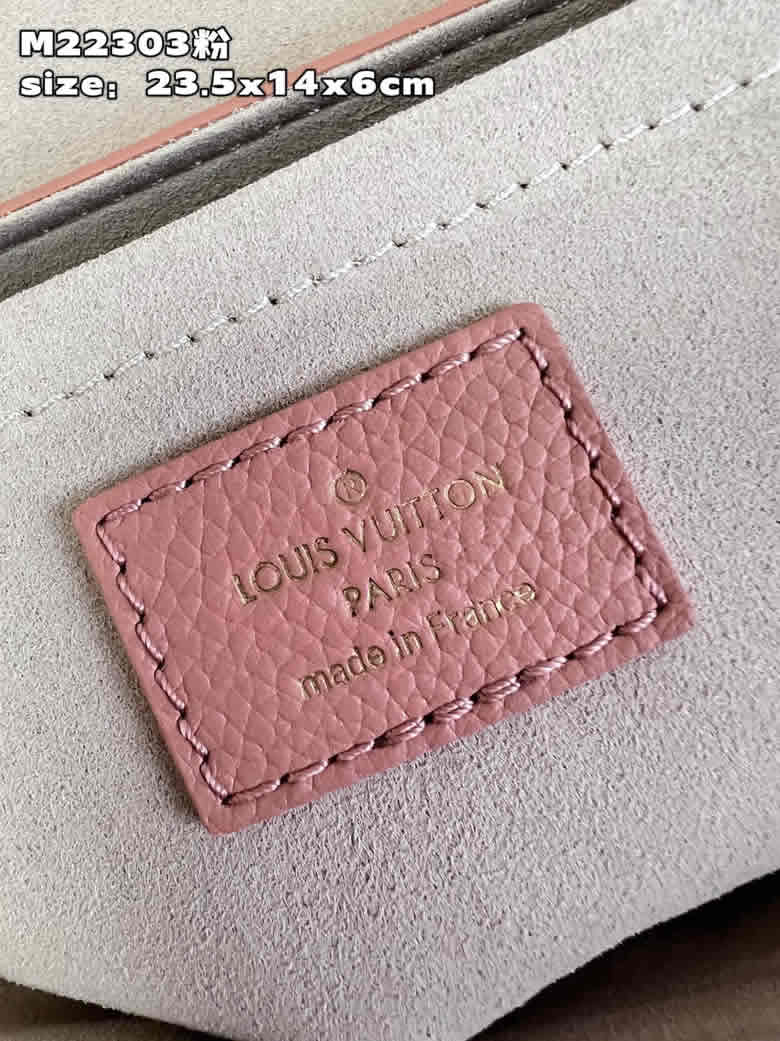 M22303粉
size：23.5x14x6cm
®
LOUIS VUITTON
PARIS
made in France